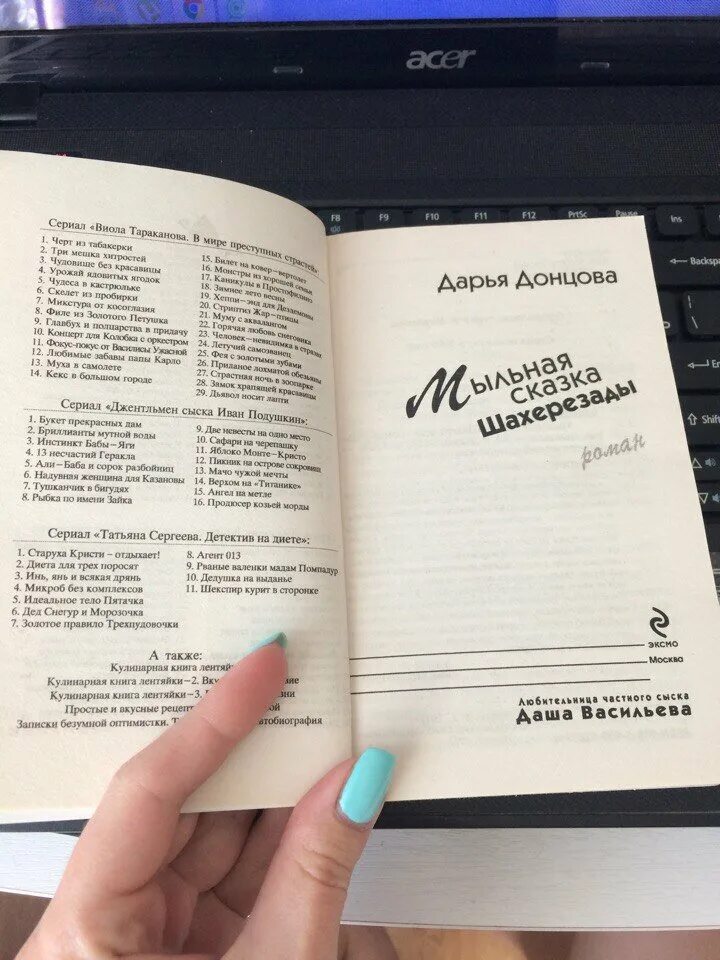 acer
F8 F9 F10 F11 F12 PrtSc Pause Ins
Backspa
Shift
Сериал «Виола Тараканова. В мире преступных страстей»
1. Черт из табакерки
2. Три мешка хитростей
3. Чудовище без красавицы
4. Урожай ядовитых ягодок
5. Чудеса в кастрюльке
6. Скелет из пробирки
7. Микстура от косоглазия
8. Филе из Золотого Петушка
9. Главбух и полцарства в придачу
10. Концерт для Колобка с оркестром
11. Фокус-покус от Василисы Ужасной
12. Любимые забавы папы Карло
13. Муха в самолете
14. Кекс в большом городе
15. Билет на ковер-вертолет
16. Монстры из хорошей семьи
17. Каникулы в Простофилино
18. Зимнее лето весны
19. Хеппи-энд для Дездемоны
20. Стриптиз Жар-птицы
21. Муму с аквалангом
22. Горячая любовь снеговика
23. Человек-невидимка в стразах
24. Летучий самозванец
25. Фея с золотыми зубами
26. Приданое лохматой обезьяны
27. Страстная ночь в зоопарке
28. Замок храпящей красавицы
29. Дьявол носит лапти
Сериал «Джентльмен сыска Иван Подушкин»:
1. Букет прекрасных дам
2. Бриллианты мутной воды
3. Инстинкт Бабы-Яги
4. 13 несчастий Геракла
5. Али-Баба и сорок разбойниц
6. Надувная женщина для Казановы
7. Тушканчик в бигудях
8. Рыбка по имени Зайка
9. Две невесты на одно место
10. Сафари на черепашку
11. Яблоко Монте-Кристо
12. Пикник на острове сокровищ
13. Мачо чужой мечты
14. Верхом на «Титанике»
15. Ангел на метле
16. Продюсер козьей морды
Сериал «Татьяна Сергеева. Детектив на диете»:
1. Старуха Кристи – отдыхает!
2. Диета для трех поросят
3. Инь, янь и всякая дрянь
4. Микроб без комплексов
5. Идеальное тело Пятачка
6. Дед Снегур и Морозочка
7. Золотое правило Трехпудовочки
8. Агент 013
9. Рваные валенки мадам Помпадур
10. Дедушка на выданье
11. Шекспир курит в сторонке
А также:
Кулинарная книга лентяй
Кулинарная книга лентяйки-2. Вку
Кулинарная книга лентяйки-3.
Простые и вкусные рецепт
Записки безумной оптимистки. Т втобиография
Дарья Донцова
Мыльная
сказка
Шахерезады
роман
эксмо
Москва
Любительница частного сыска
Даша Васильева